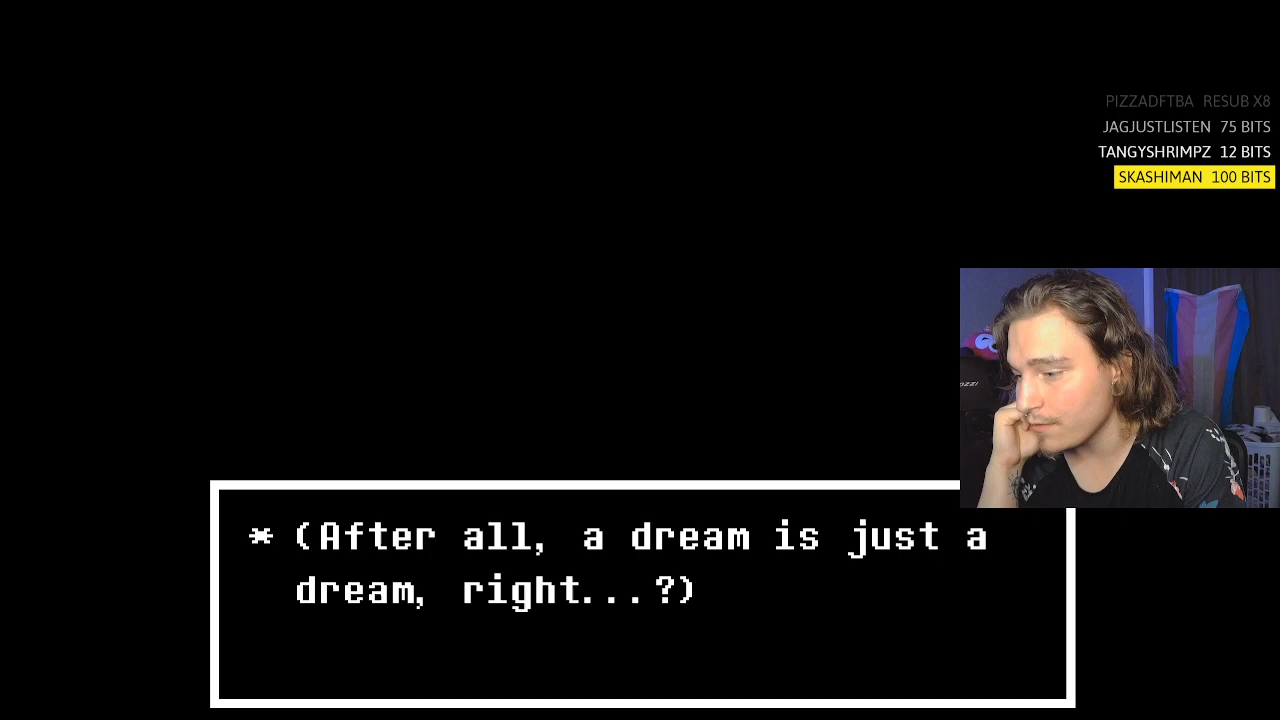 PIZZADFTBA RESUB X8
JAGJUSTLISTEN 75 BITS
TANGYSHRIMPZ 12 BITS
SKASHIMAN 100 BITS
* (After all, a dream is just a
dream, right...?)